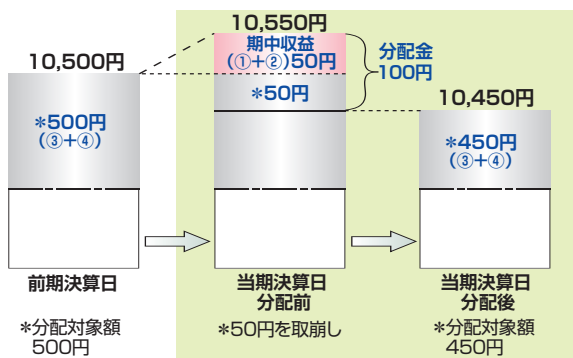 10,500円
＊500円
(③＋④)
前期決算日
＊分配対象額
500円
10,550円
期中収益
(①＋②)50円
＊50円
分配金
100円
当期決算日
分配前
＊50円を取崩し
10,450円
＊450円
(③＋④)
当期決算日
分配後
＊分配対象額
450円